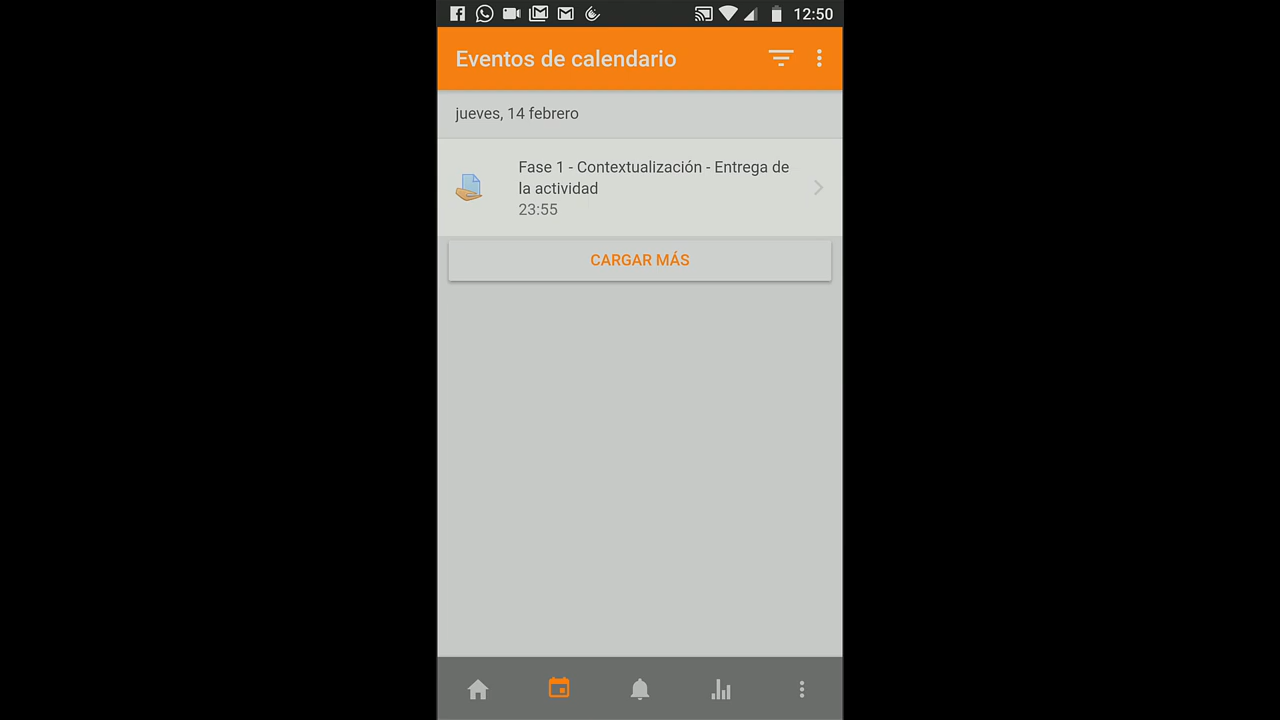 12:50
Eventos de calendario
jueves, 14 febrero
Fase 1 - Contextualización - Entrega de
la actividad
23:55
CARGAR MÁS